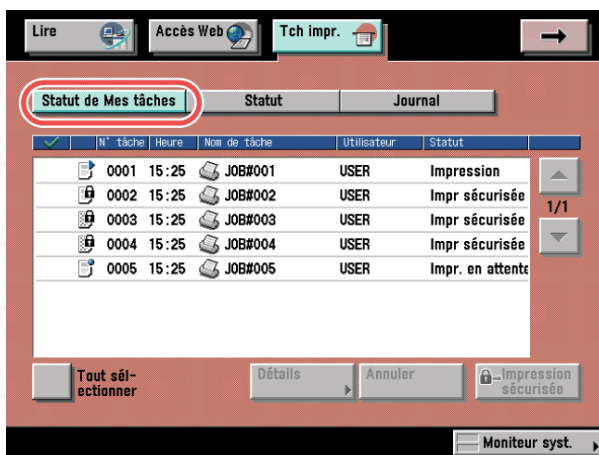 Lire Accès Web Tch impr.
Statut de Mes tâches Statut Journal
N° tâche Heure Nom de tâche Utilisateur Statut
0001 15:25 JOB#001 USER Impression
0002 15:25 JOB#002 USER Impr sécurisée
0003 15:25 JOB#003 USER Impr sécurisée
0004 15:25 JOB#004 USER Impr sécurisée
0005 15:25 JOB#005 USER Impr. en attente
1/1
Tout sél-
ectionner
Détails
Annuler
Impression
sécurisée
Moniteur syst.